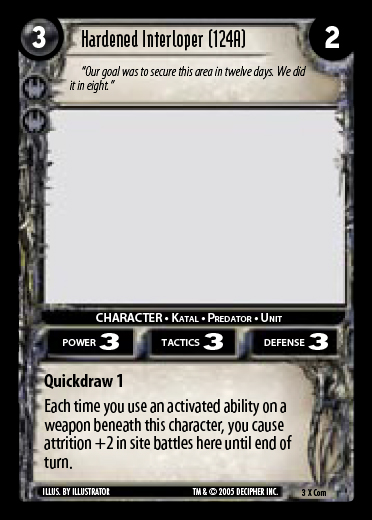 3 Hardened Interloper (124A) 2
"Our goal was to secure this area in twelve days. We did
it in eight."
CHARACTER • KATAL • PREDATOR • UNIT
POWER 3 TACTICS 3 DEFENSE 3
Quickdraw 1
Each time you use an activated ability on a
weapon beneath this character, you cause
attrition +2 in site battles here until end of
turn.
ILLUS. BY ILLUSTRATOR TM & © 2005 DECIPHER INC. 3 X Com